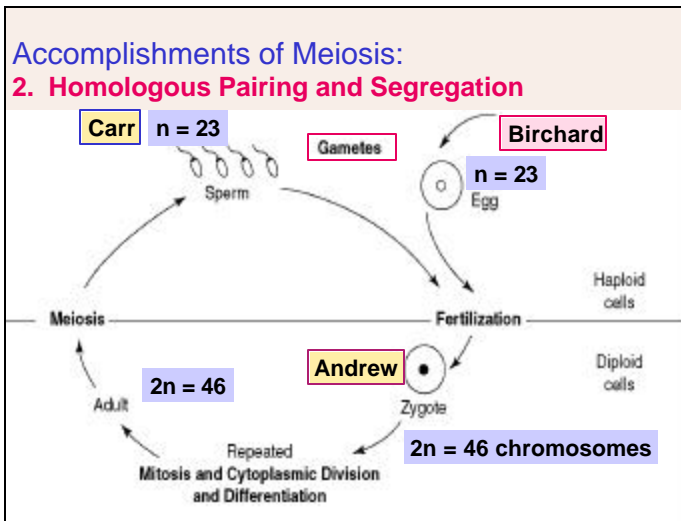 Accomplishments of Meiosis:
2. Homologous Pairing and Segregation
Carr
n = 23
Gametes
Birchard
n = 23
Sperm
Egg
Haploid
cells
Meiosis
Fertilization
Diploid
cells
Andrew
2n = 46
Adult
Zygote
2n = 46 chromosomes
Repeated
Mitosis and Cytoplasmic Division
and Differentiation